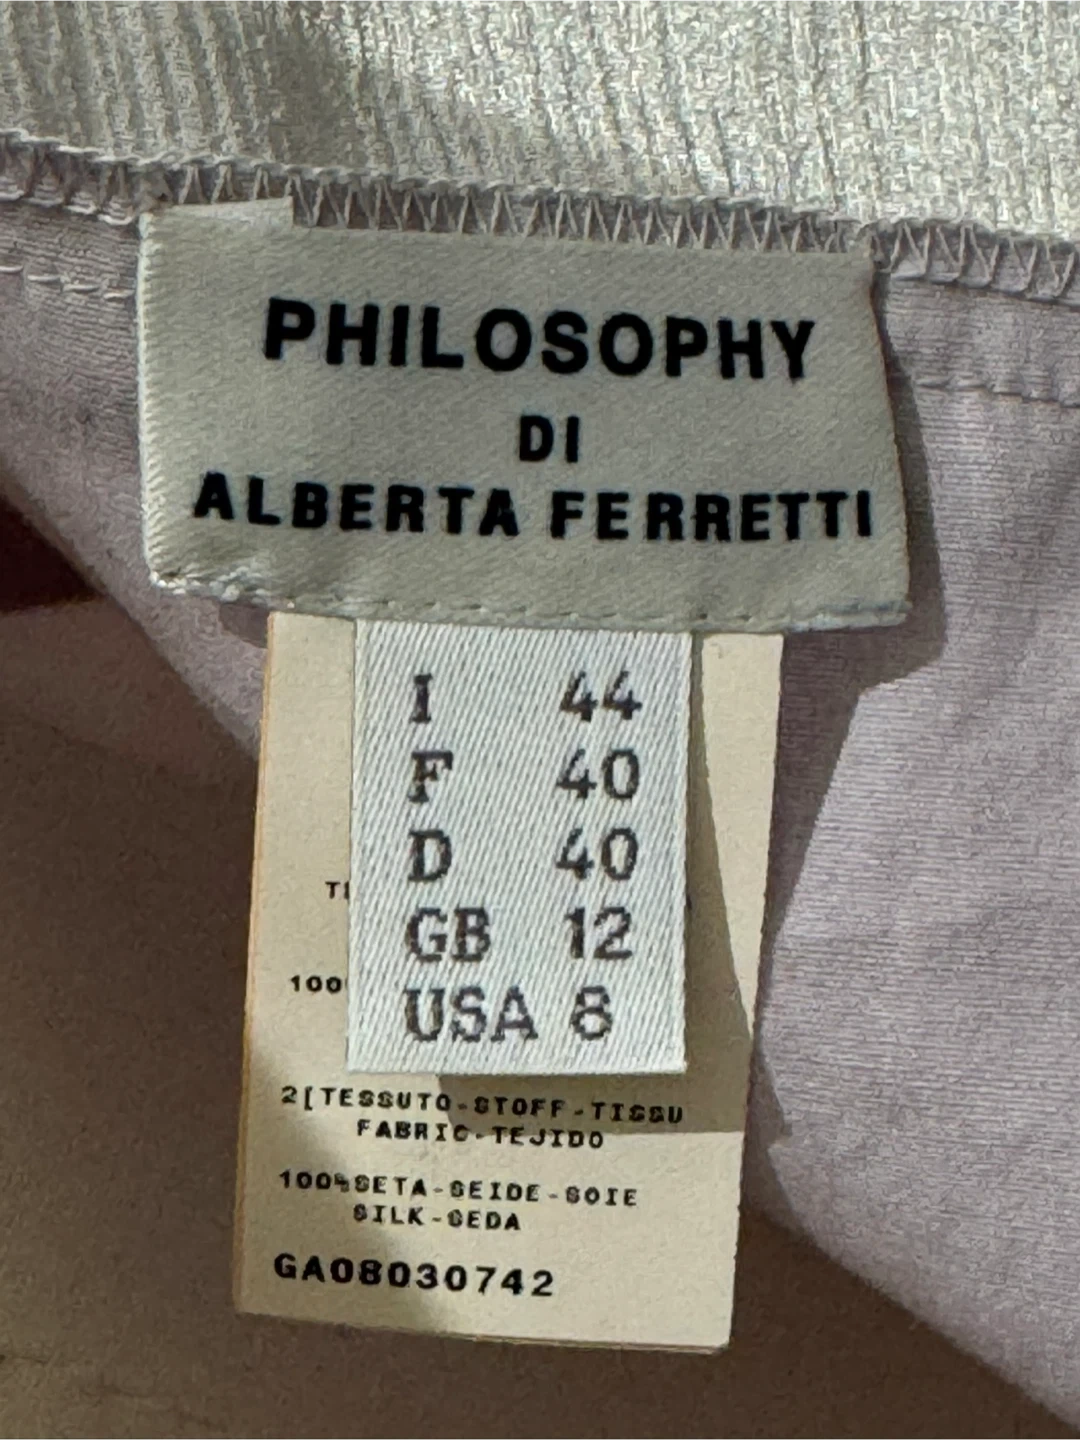 PHILOSOPHY
DI
ALBERTA FERRETTI
I 44
F 40
D 40
GB 12
USA 8
100
2[TESSUTO-STOFF-TISSU
FABRIC-TEJIDO
100%SETA-SEIDE-SOIE
SILK-SEDA
GA08030742